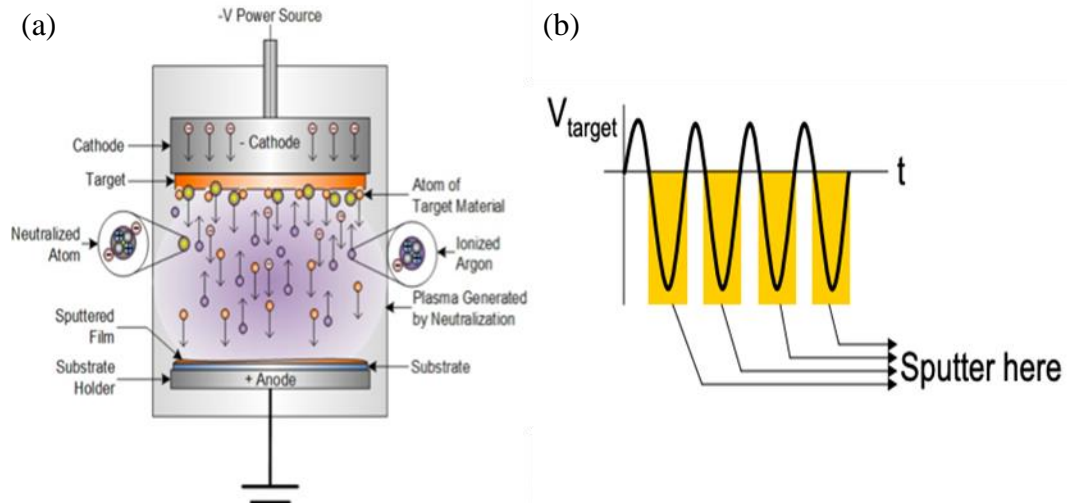 (a)
-V Power Source
Cathode
- Cathode
Target
Atom of
Target Material
Neutralized
Atom
Ionized
Argon
Plasma Generated
by Neutralization
Sputtered
Film
Substrate
Holder
Substrate
+ Anode
(b)
Vtarget
t
Sputter here